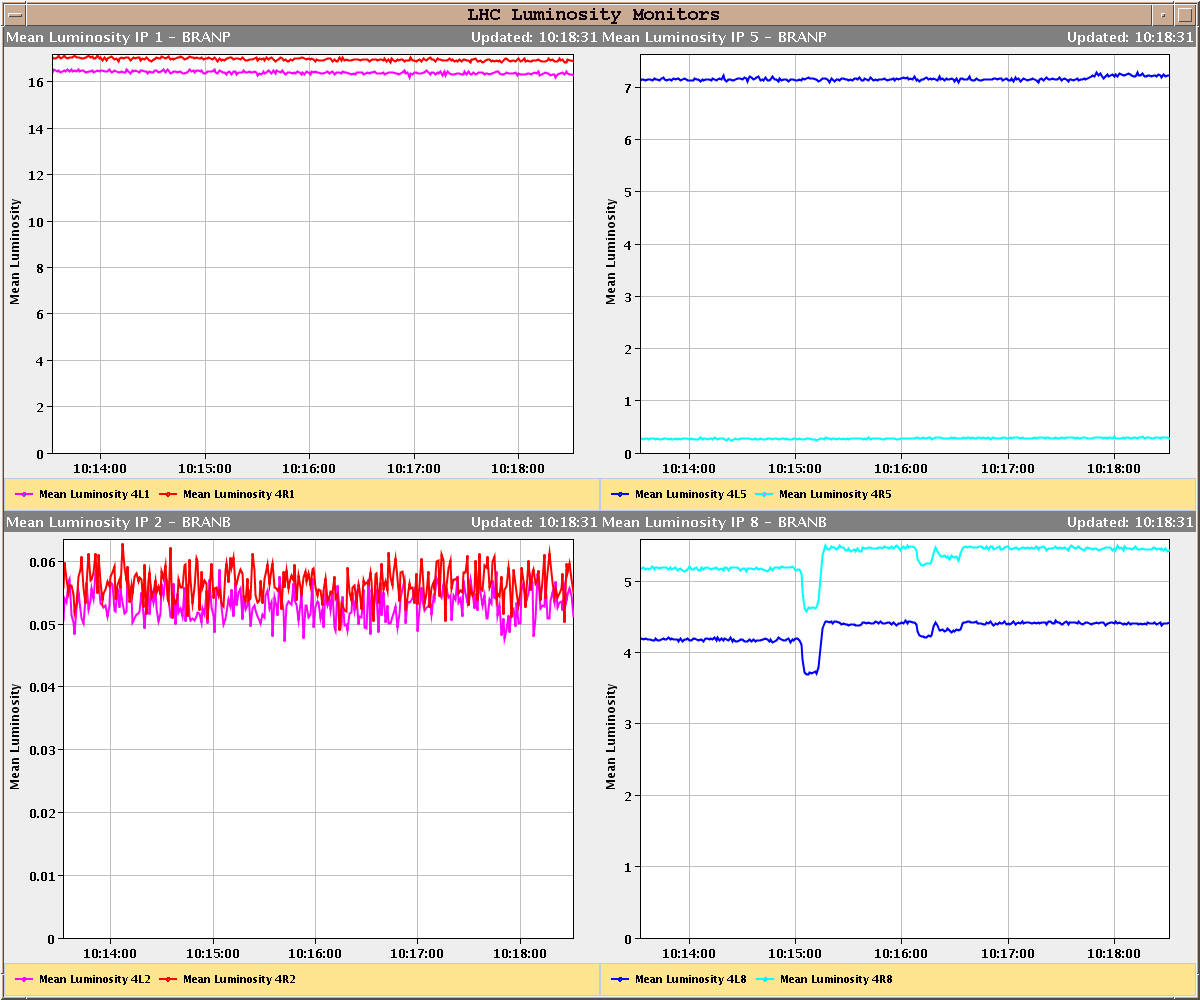 LHC Luminosity Monitors
Mean Luminosity IP 1 - BRANP Updated: 10:18:31
16
14
12
10
8
6
4
2
0
Mean Luminosity
10:14:00 10:15:00 10:16:00 10:17:00 10:18:00
Mean Luminosity 4L1 Mean Luminosity 4R1
Mean Luminosity IP 5 - BRANP Updated: 10:18:31
7
6
5
4
3
2
1
0
Mean Luminosity
10:14:00 10:15:00 10:16:00 10:17:00 10:18:00
Mean Luminosity 4L5 Mean Luminosity 4R5
Mean Luminosity IP 2 - BRANB Updated: 10:18:31
0.06
0.05
0.04
0.03
0.02
0.01
0
Mean Luminosity
10:14:00 10:15:00 10:16:00 10:17:00 10:18:00
Mean Luminosity 4L2 Mean Luminosity 4R2
Mean Luminosity IP 8 - BRANB Updated: 10:18:31
5
4
3
2
1
0
Mean Luminosity
10:14:00 10:15:00 10:16:00 10:17:00 10:18:00
Mean Luminosity 4L8 Mean Luminosity 4R8